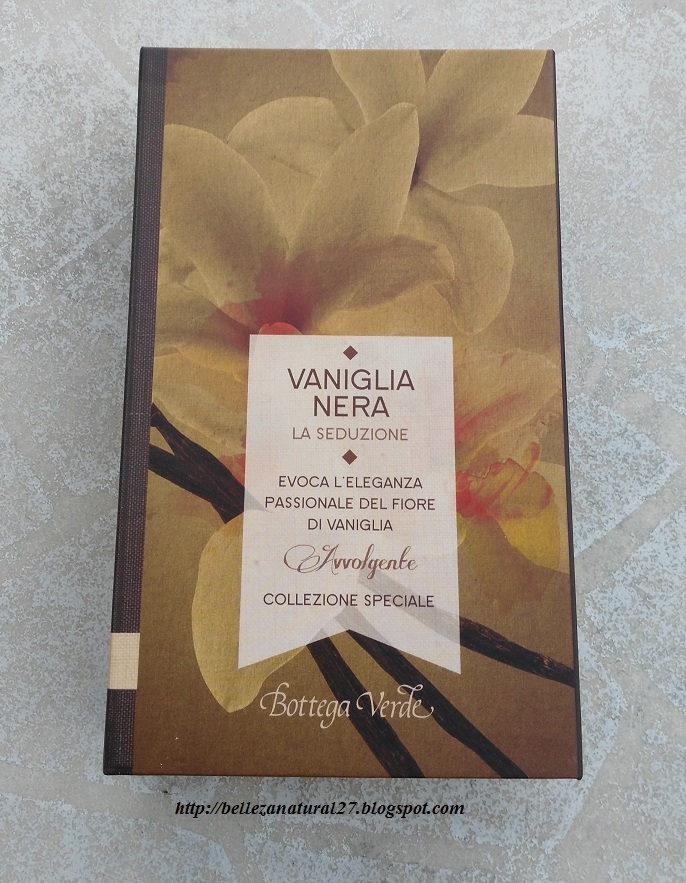 VANIGLIA
NERA
LA SEDUZIONE
EVOCA L'ELEGANZA
PASSIONALE DEL FIORE
DI VANIGLIA
Avvolgente
COLLEZIONE SPECIALE
Bottega Verde
http://bellezanatural27.blogspot.com